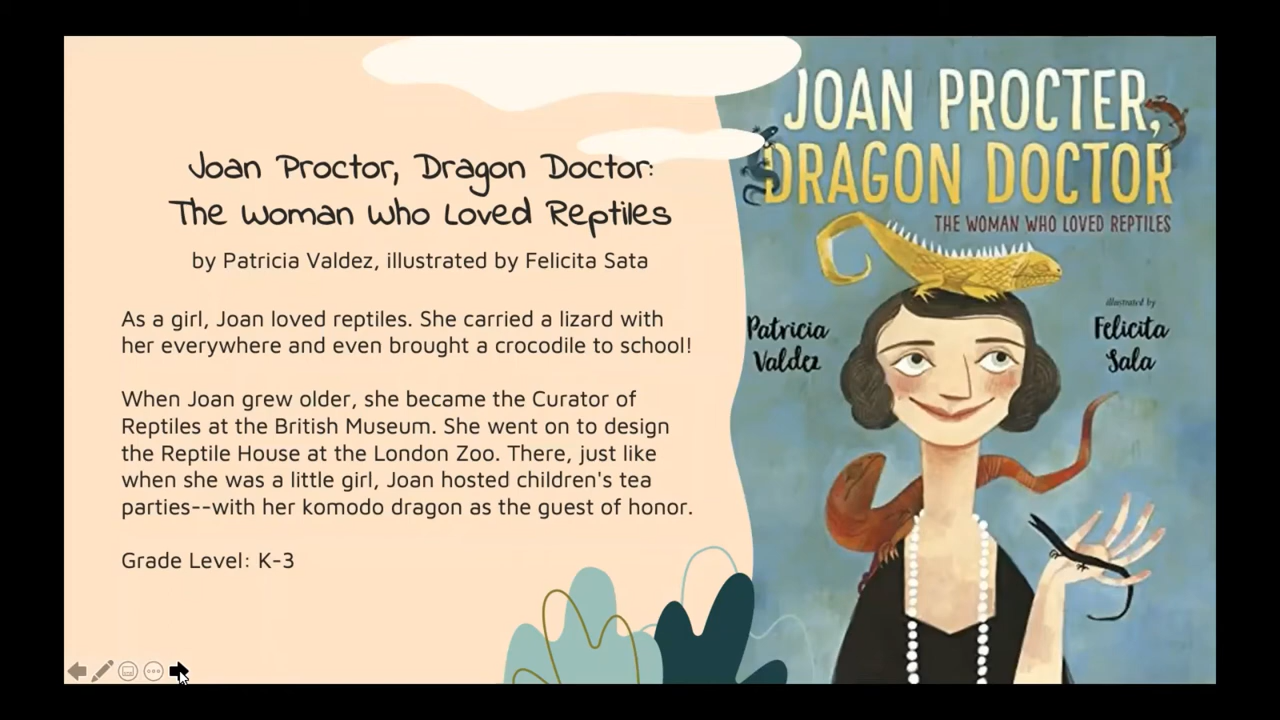 Joan Proctor, Dragon Doctor:
The Woman Who Loved Reptiles
by Patricia Valdez, illustrated by Felicita Sata
As a girl, Joan loved reptiles. She carried a lizard with
her everywhere and even brought a crocodile to school!
When Joan grew older, she became the Curator of
Reptiles at the British Museum. She went on to design
the Reptile House at the London Zoo. There, just like
when she was a little girl, Joan hosted children's tea
parties--with her komodo dragon as the guest of honor.
Grade Level: K-3
JOAN PROCTER,
DRAGON DOCTOR
THE WOMAN WHO LOVED REPTILES
Patricia
Valdez
illustrated by
Felicita
Sala